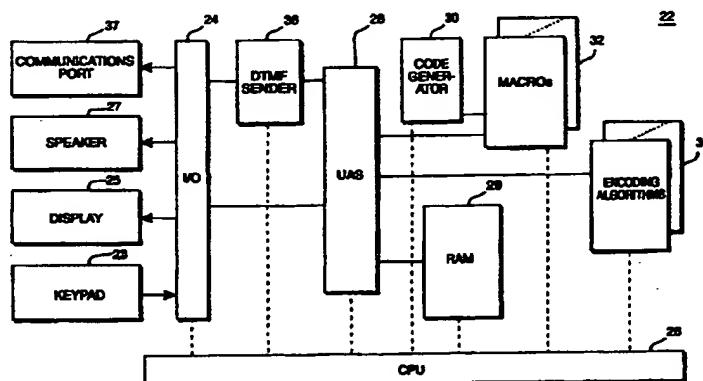 37
24
36
28
30
32
22
COMMUNICATIONS
PORT
DTMF
SENDER
CODE
GENER-
ATOR
MACROs
27
SPEAKER
I/O
UAS
ENCODING
ALGORITHMS
3
25
DISPLAY
29
RAM
23
KEYPAD
26
CPU